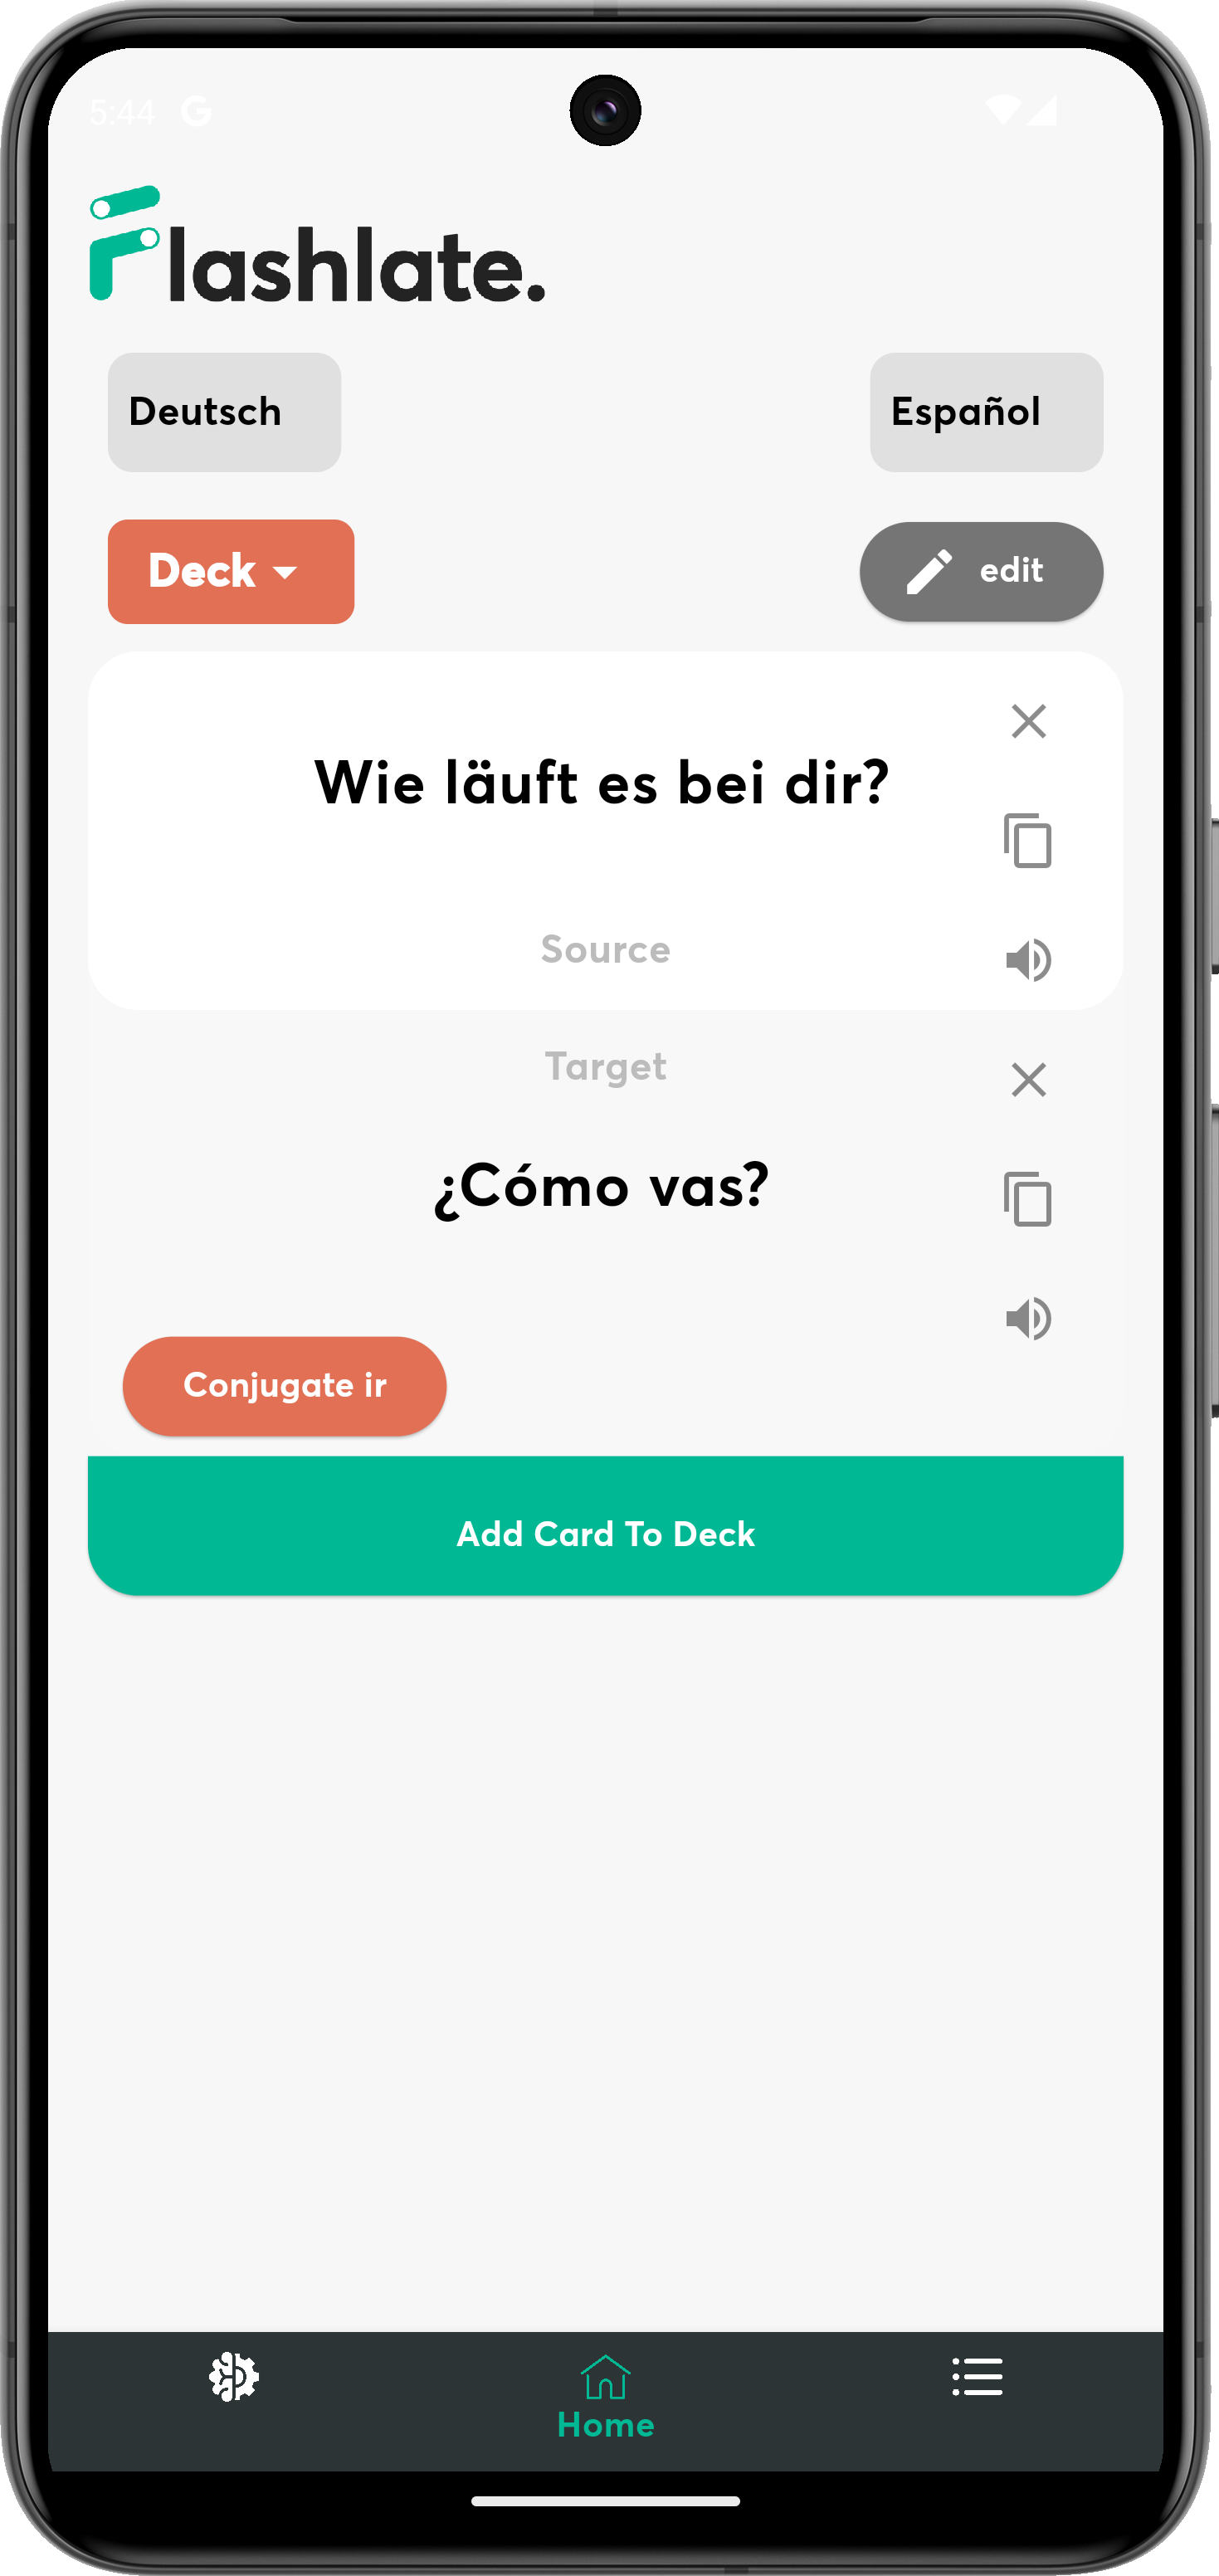 5:44 G
Flashlate.
Deutsch
Español
Deck
edit
Wie läuft es bei dir?
Source
Target
¿Cómo vas?
Conjugate ir
Add Card To Deck
Home